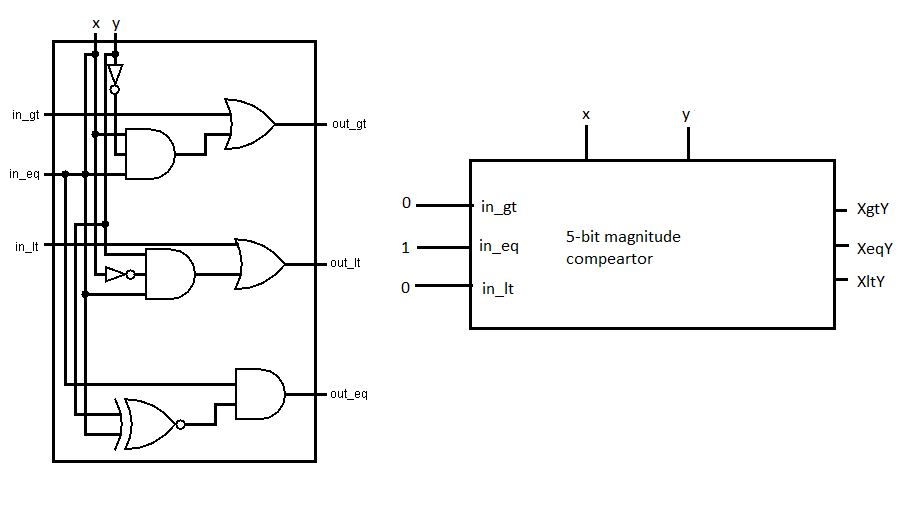 x y
in_gt
out_gt
in_eq
in_lt
out_lt
out_eq
x y
0 in_gt
1 in_eq
0 in_lt
5-bit magnitude
compeartor
XgtY
XeqY
XltY